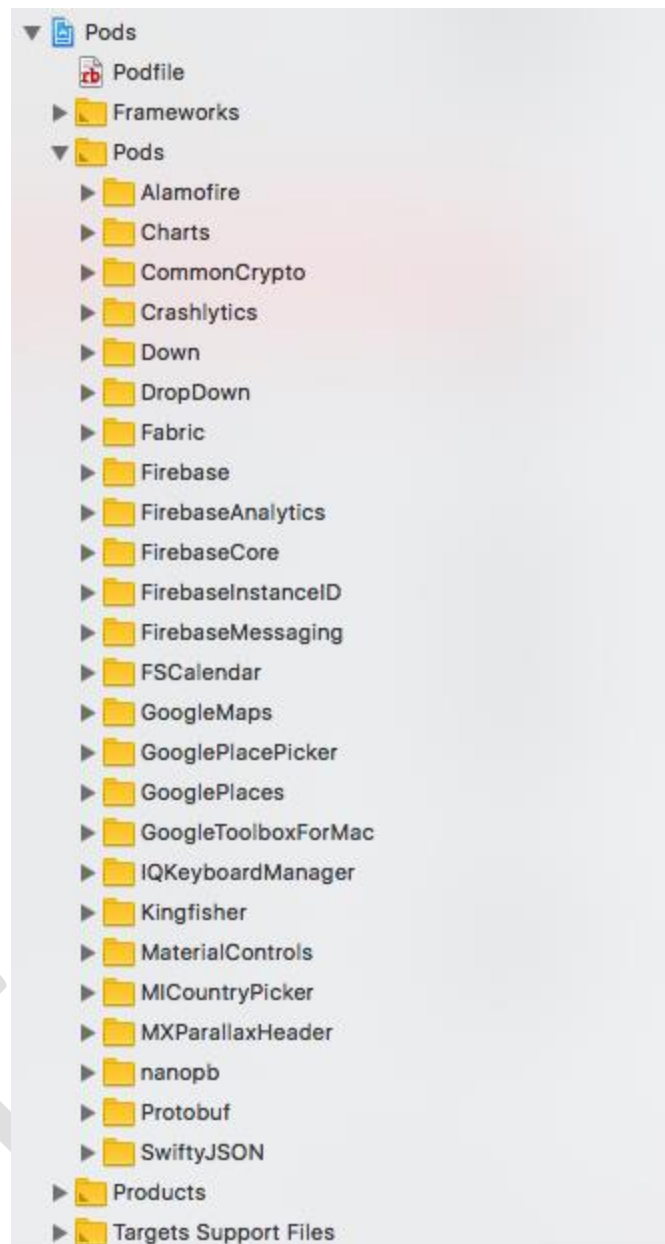 Pods
Podfile
Frameworks
Pods
Alamofire
Charts
CommonCrypto
Crashlytics
Down
DropDown
Fabric
Firebase
FirebaseAnalytics
FirebaseCore
FirebaseInstanceID
FirebaseMessaging
FSCalendar
GoogleMaps
GooglePlacePicker
GooglePlaces
GoogleToolboxForMac
IQKeyboardManager
Kingfisher
MaterialControls
MICountryPicker
MXParallaxHeader
nanopb
Protobuf
SwiftyJSON
Products
Targets Support Files